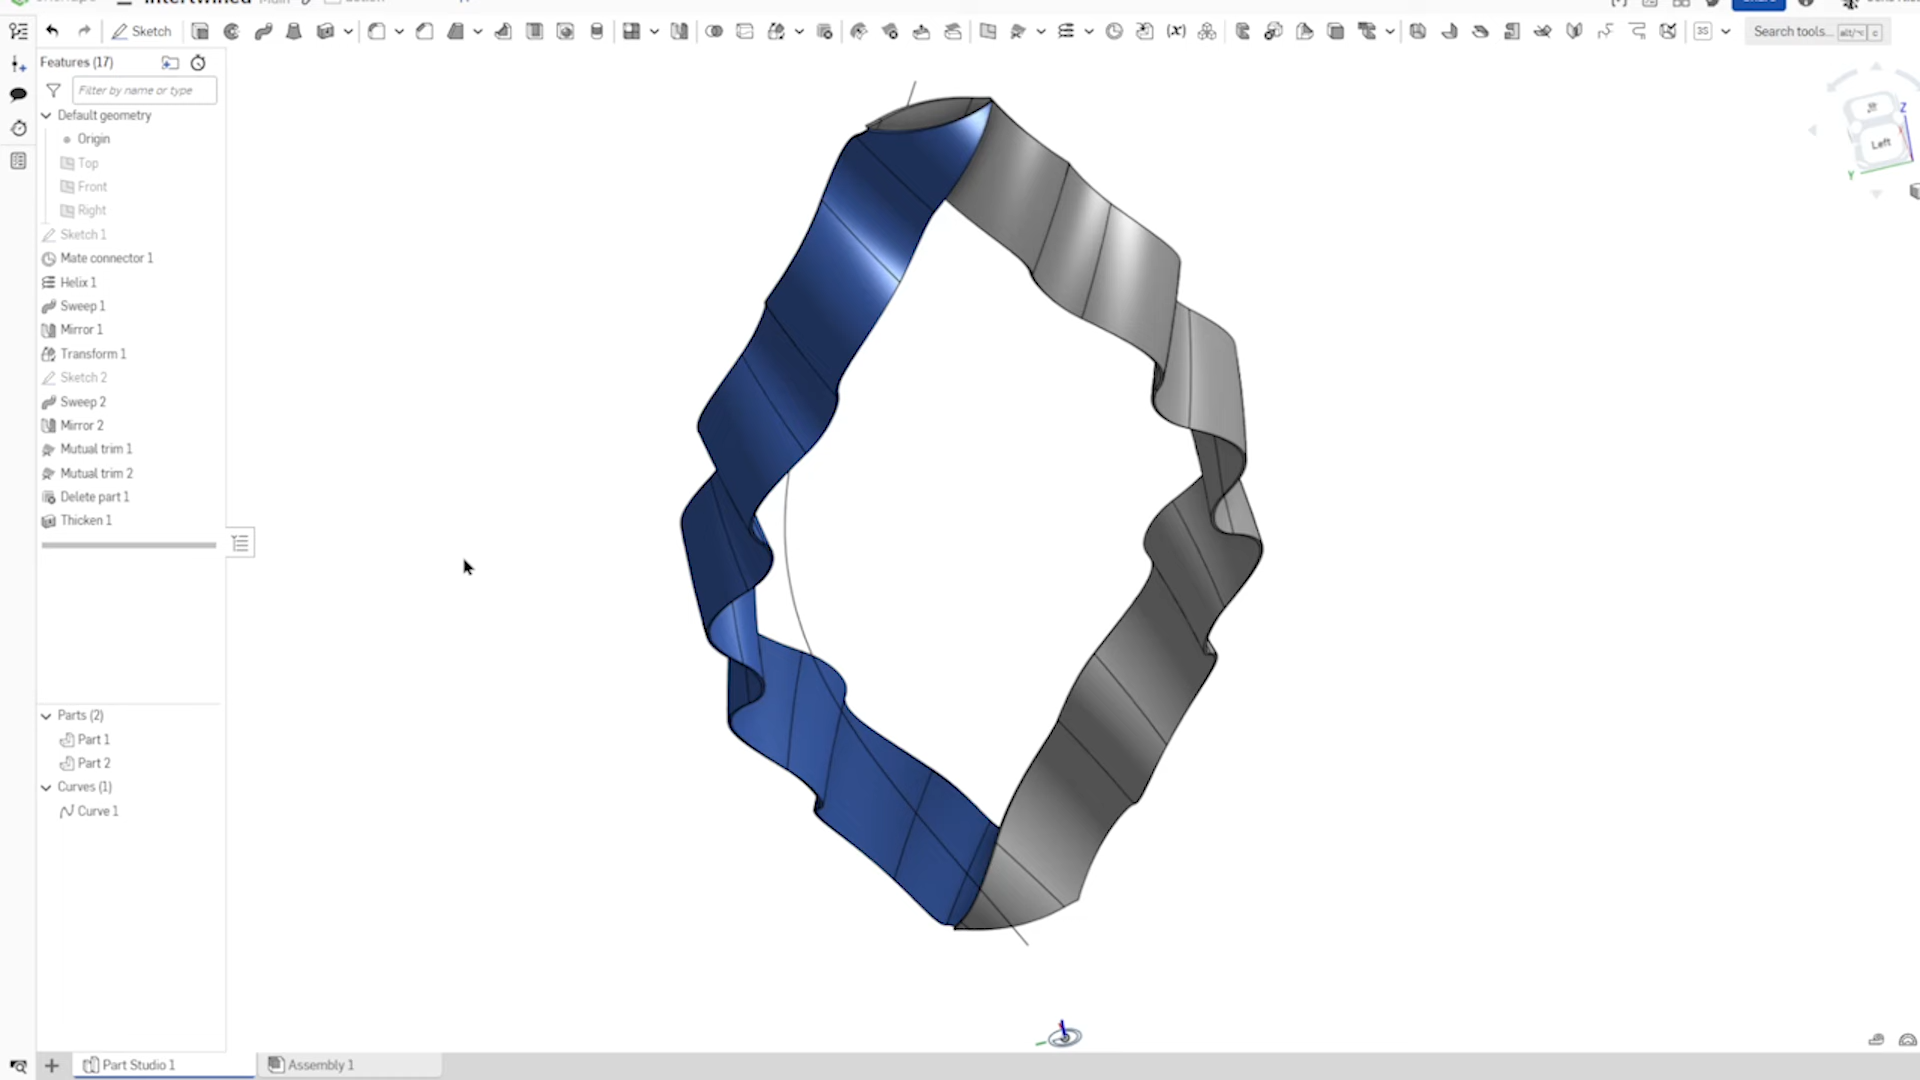 Intertwined Main
Sketch
Search tools... alt/⌥ c
Features (17)
Filter by name or type
Default geometry
Origin
Top
Front
Right
Sketch 1
Mate connector 1
Helix 1
Sweep 1
Mirror 1
Transform 1
Sketch 2
Sweep 2
Mirror 2
Mutual trim 1
Mutual trim 2
Delete part 1
Thicken 1
Parts (2)
Part 1
Part 2
Curves (1)
Curve 1
Z
Left
Y
Part Studio 1
Assembly 1